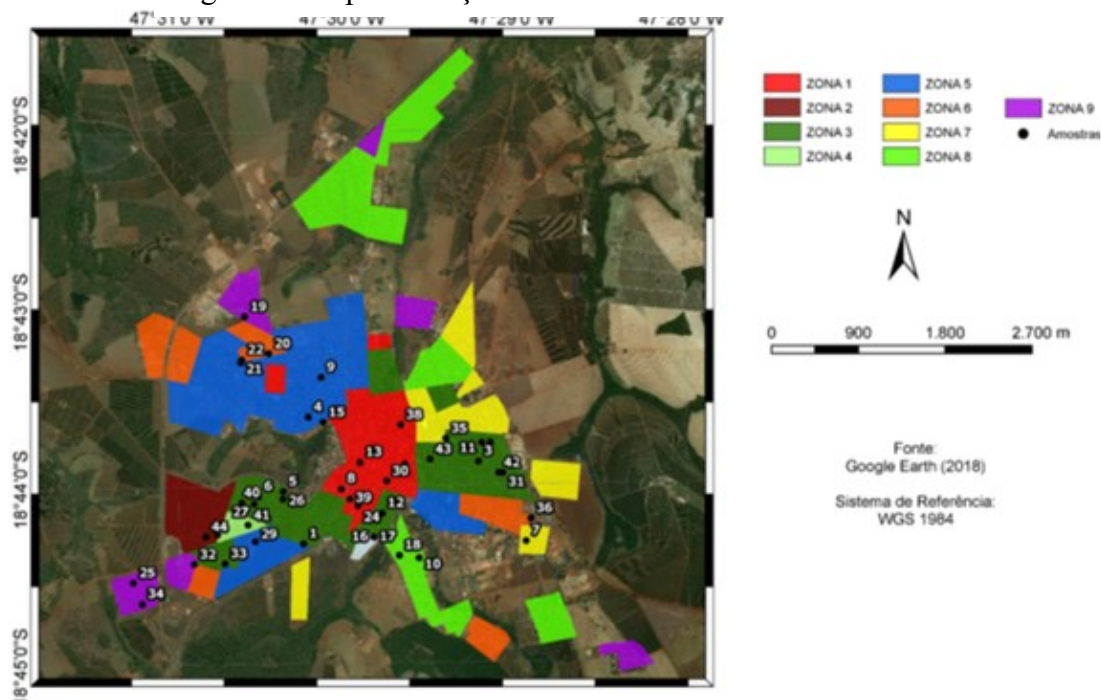 47°31'0"W 47°30'0"W 47°29'0"W 47°28'0"W
18°42'0"S
18°43'0"S
18°44'0"S
18°45'0"S
19
20
22
21
9
4
15
38
35
11
3
43
42
31
13
30
8
39
12
24
16
17
18
10
36
7
5
6
26
40
27
41
29
1
44
32
33
25
34
ZONA 1
ZONA 2
ZONA 3
ZONA 4
ZONA 5
ZONA 6
ZONA 7
ZONA 8
ZONA 9
Amostras
N
0 900 1.800 2.700 m
Fonte:
Google Earth (2018)
Sistema de Referência:
WGS 1984